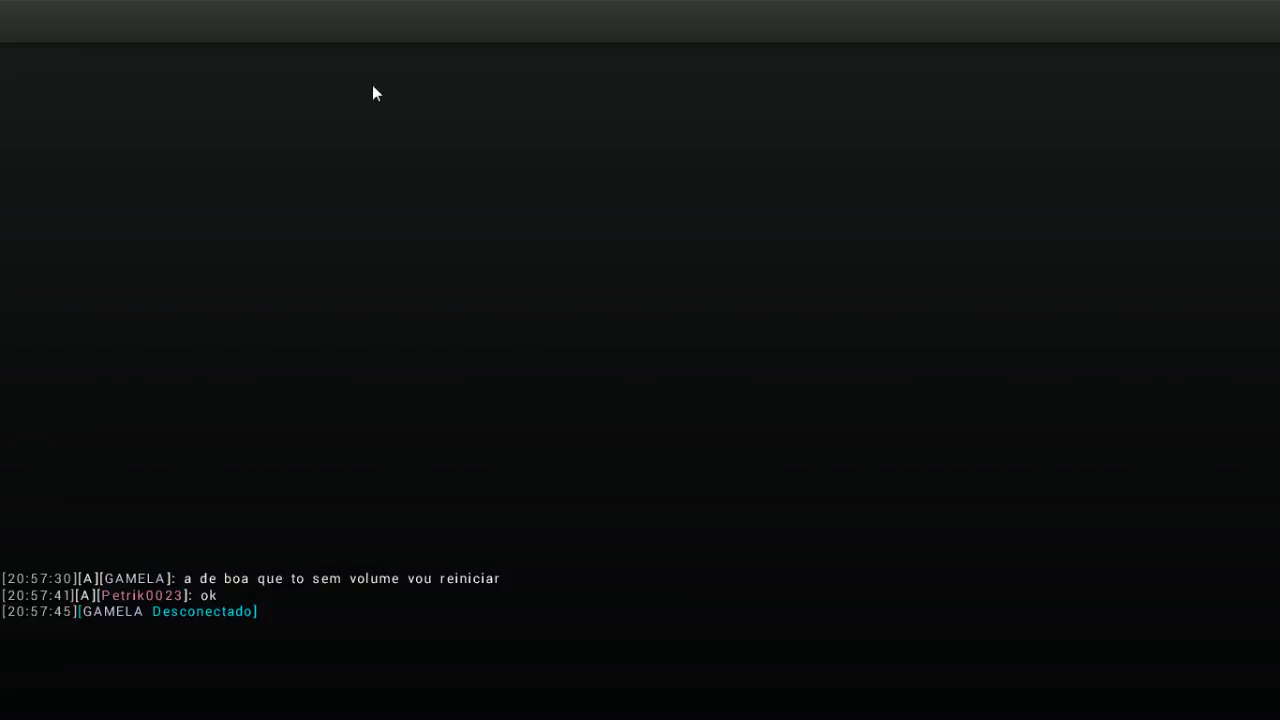 [20:57:30][A][GAMELA]: a de boa que to sem volume vou reiniciar
[20:57:41][A][Petrik0023]: ok
[20:57:45][GAMELA Desconectado]